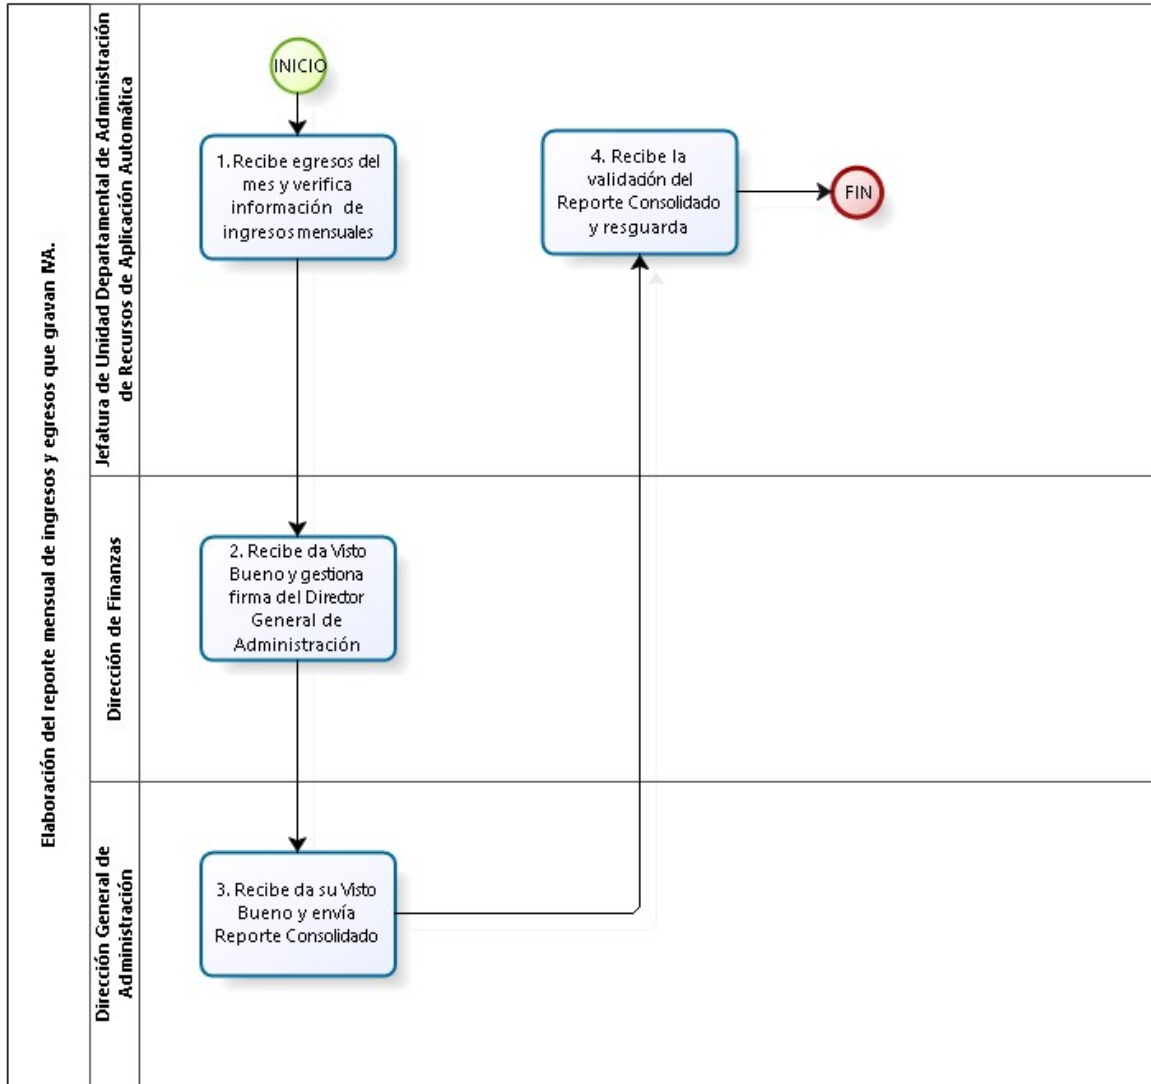 Elaboración del reporte mensual de ingresos y egresos que gravan IVA.
Jefatura de Unidad Departamental de Administración
de Recursos de Aplicación Automática
INICIO
1. Recibe egresos del
mes y verifica
información de
ingresos mensuales
4. Recibe la
validación del
Reporte Consolidado
y resguarda
FIN
Dirección de Finanzas
2. Recibe da Visto
Bueno y gestiona
firma del Director
General de
Administración
Dirección General de
Administración
3. Recibe da su Visto
Bueno y envía
Reporte Consolidado